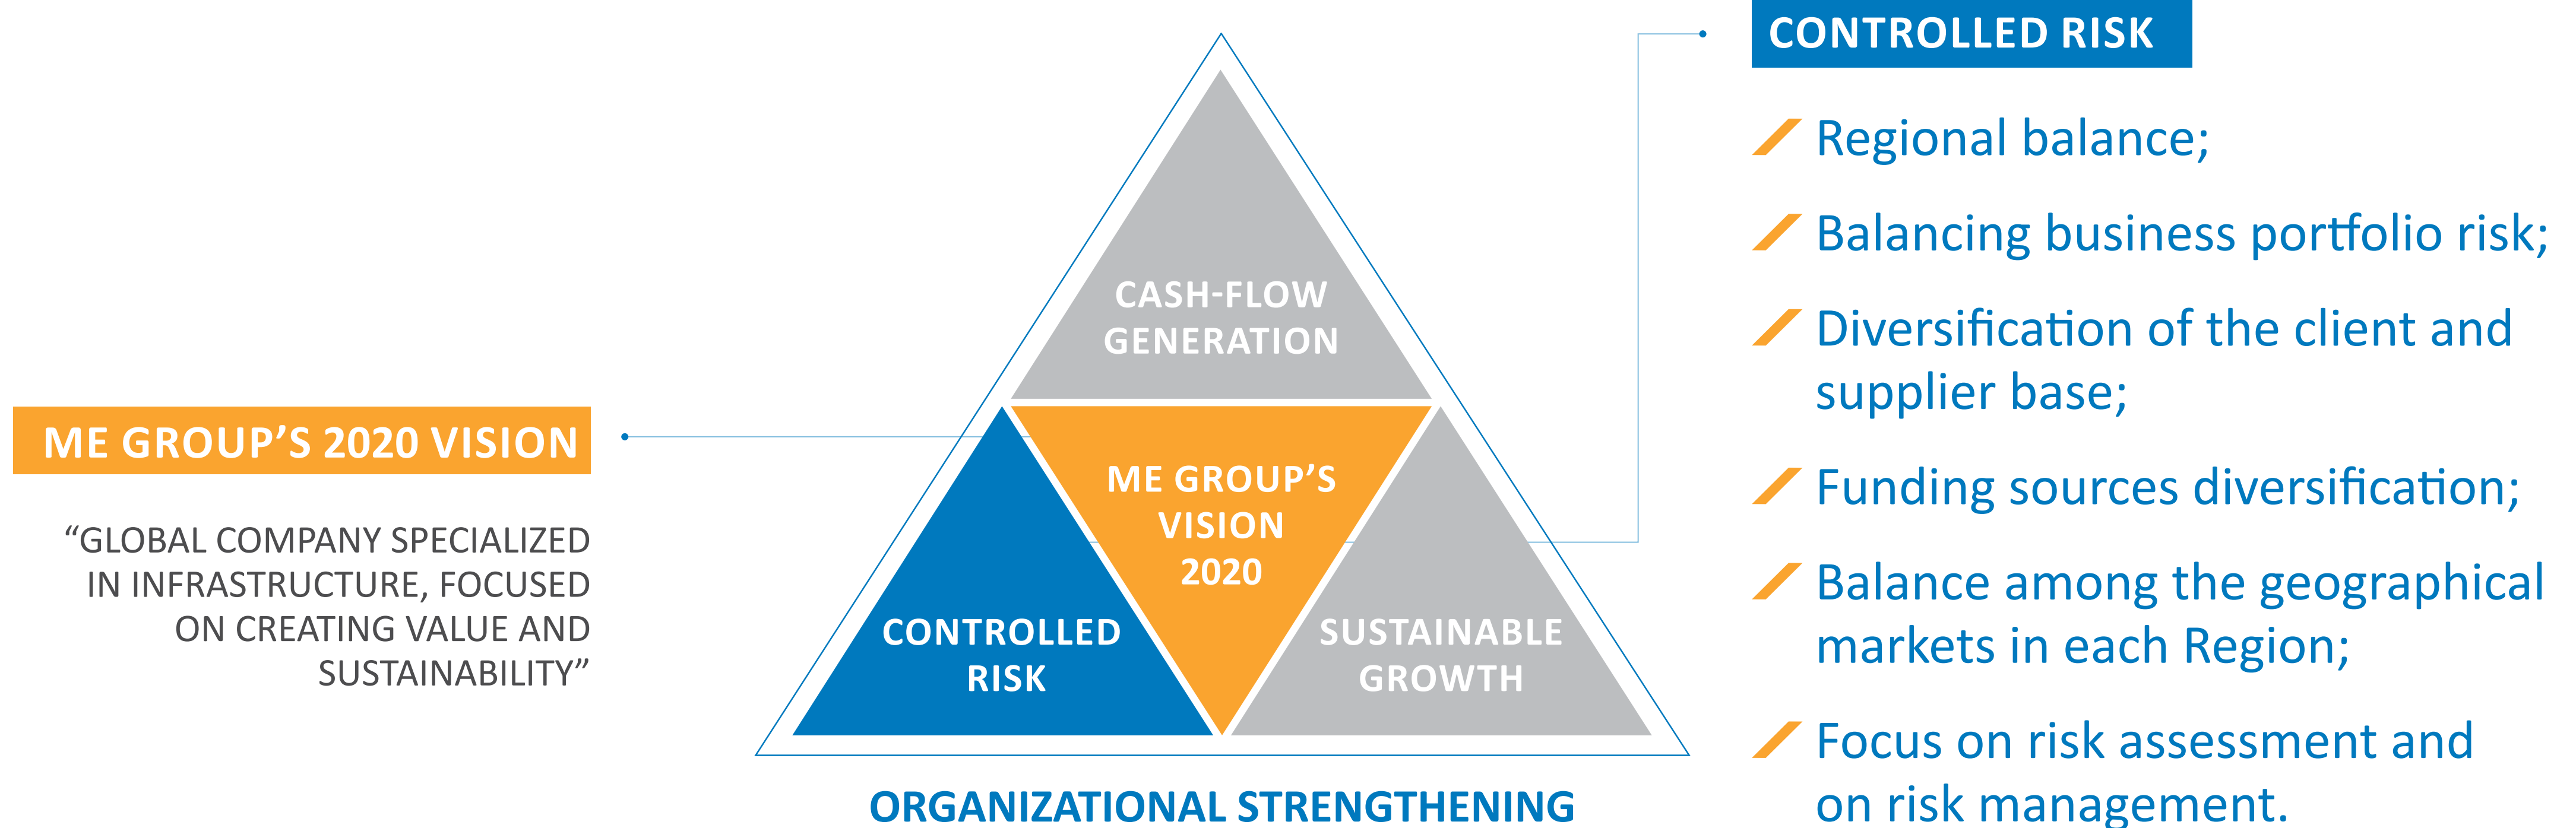 ME GROUP’S 2020 VISION
“GLOBAL COMPANY SPECIALIZED
IN INFRASTRUCTURE, FOCUSED
ON CREATING VALUE AND
SUSTAINABILITY”
CASH-FLOW
GENERATION
ME GROUP’S
VISION
2020
CONTROLLED
RISK
SUSTAINABLE
GROWTH
ORGANIZATIONAL STRENGTHENING
CONTROLLED RISK
Regional balance;
Balancing business portfolio risk;
Diversification of the client and
supplier base;
Funding sources diversification;
Balance among the geographical
markets in each Region;
Focus on risk assessment and
on risk management.